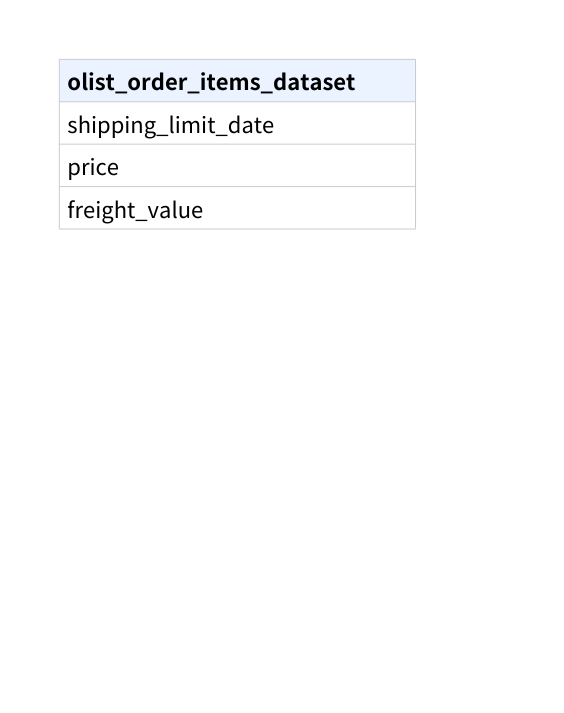 olist_order_items_dataset
shipping_limit_date
price
freight_value